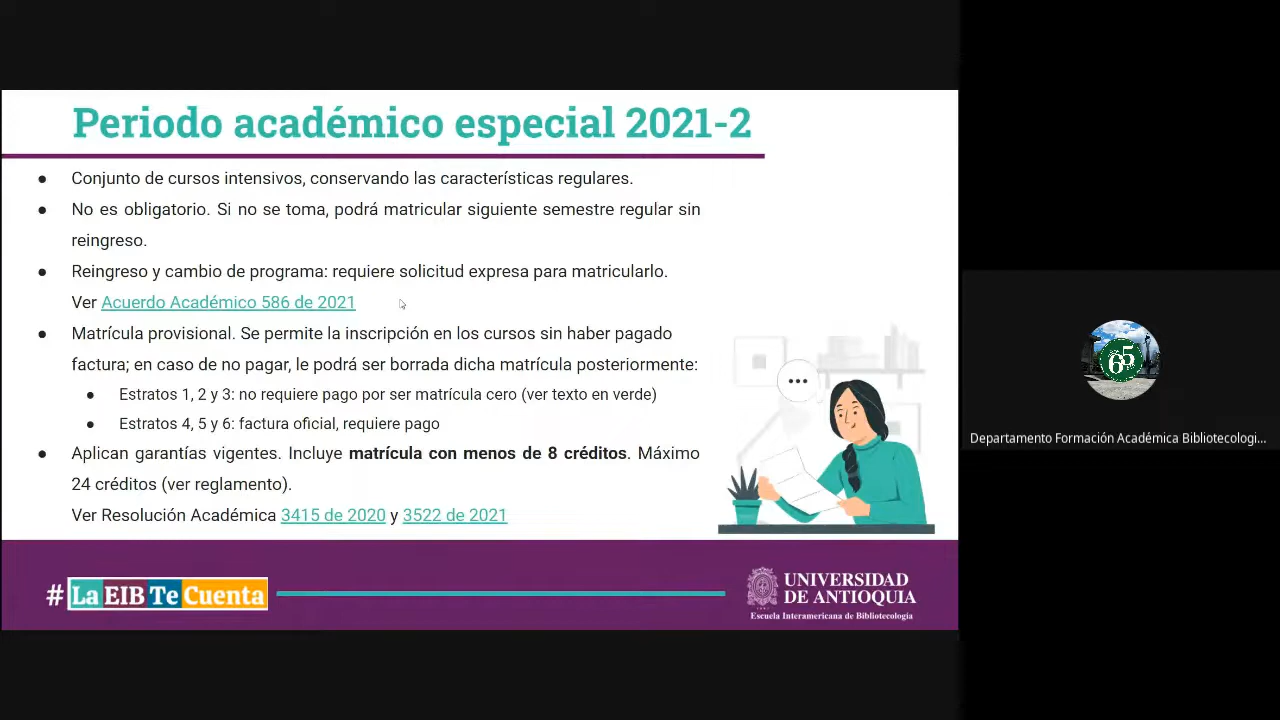 Periodo académico especial 2021-2
● Conjunto de cursos intensivos, conservando las características regulares.
● No es obligatorio. Si no se toma, podrá matricular siguiente semestre regular sin
reingreso.
● Reingreso y cambio de programa: requiere solicitud expresa para matricularlo.
Ver Acuerdo Académico 586 de 2021
● Matrícula provisional. Se permite la inscripción en los cursos sin haber pagado
factura; en caso de no pagar, le podrá ser borrada dicha matrícula posteriormente:
● Estratos 1, 2 y 3: no requiere pago por ser matrícula cero (ver texto en verde)
● Estratos 4, 5 y 6: factura oficial, requiere pago
● Aplican garantías vigentes. Incluye matrícula con menos de 8 créditos. Máximo
24 créditos (ver reglamento).
Ver Resolución Académica 3415 de 2020 y 3522 de 2021
#La EIB Te Cuenta
UNIVERSIDAD
DE ANTIOQUIA
Escuela Interamericana de Bibliotecología
65
Departamento Formación Académica Bibliotecologi...